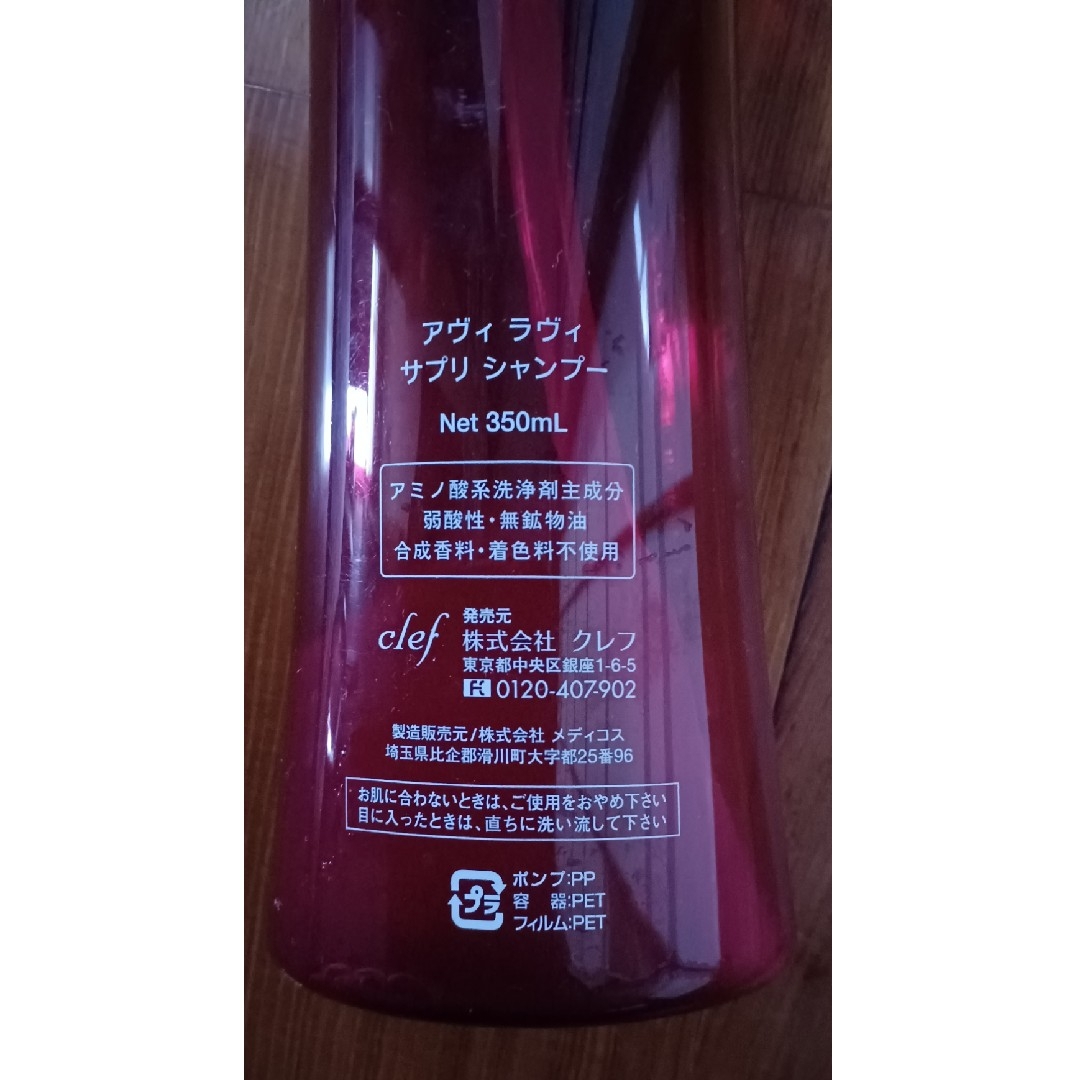 アヴィ ラヴィ
サプリ シャンプー
Net 350mL
アミノ酸系洗浄剤主成分
弱酸性・無鉱物油
合成香料・着色料不使用
clef
発売元
株式会社 クレフ
東京都中央区銀座1-6-5
0120-407-902
製造販売元/株式会社 メディコス
埼玉県比企郡滑川町大字都25番96
お肌に合わないときは、ご使用をおやめ下さい
目に入ったときは、直ちに洗い流して下さい
プラ
ポンプ:PP
容 器:PET
フィルム:PET